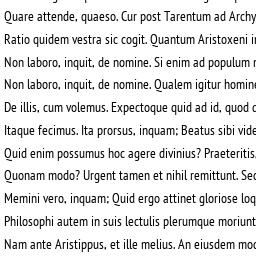 Quare attende, quaeso. Cur post Tarentum ad Archy
Ratio quidem vestra sic cogit. Quantum Aristoxeni i
Non laboro, inquit, de nomine. Si enim ad populum
Non laboro, inquit, de nomine. Qualem igitur homin
De illis, cum volemus. Expectoque quid ad id, quod
Itaque fecimus. Ita prorsus, inquam; Beatus sibi vide
Quid enim possumus hoc agere divinius? Praeteritis
Quonam modo? Urgent tamen et nihil remittunt. Sed
Memini vero, inquam; Quid ergo attinet gloriose loq
Philosophi autem in suis lectulis plerumque moriunt
Nam ante Aristippus, et ille melius. An eiusdem mod